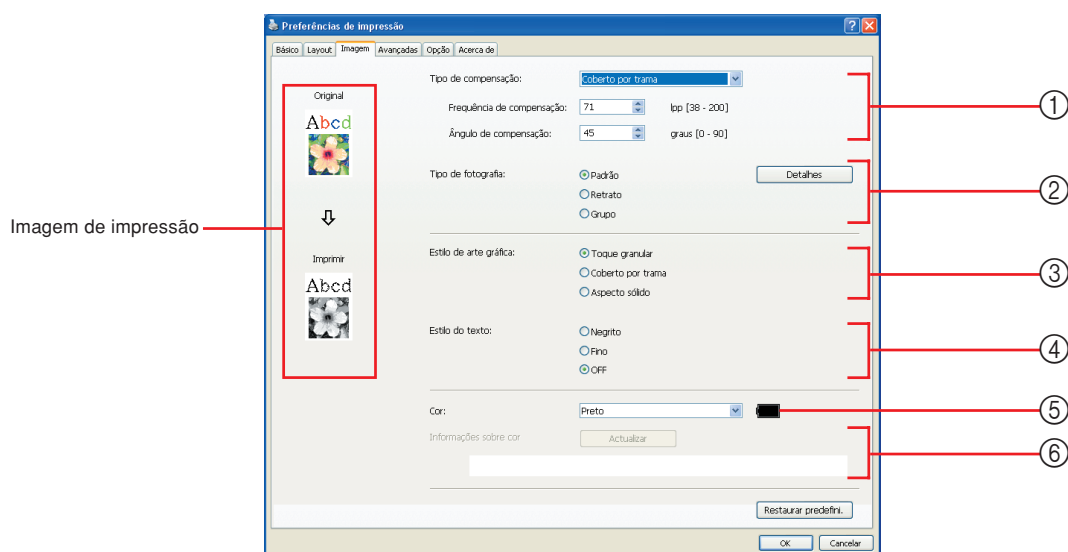 Preferências de impressão
Básico Layout Imagem Avançadas Opção Acerca de
Imagem de impressão
Original
Abcd
Imprimir
Abcd
Tipo de compensação: Coberto por trama
Frequência de compensação: 71 lpp [38 - 200]
Ângulo de compensação: 45 graus [0 - 90]
①
Tipo de fotografia: Padrão Detalhes
Retrato
Grupo
②
Estilo de arte gráfica: Toque granular
Coberto por trama
Aspecto sólido
③
Estilo do texto: Negrito
Fino
OFF
④
Cor: Preto
⑤
Informações sobre cor Actualizar
⑥
Restaurar predefini.
OK Cancelar